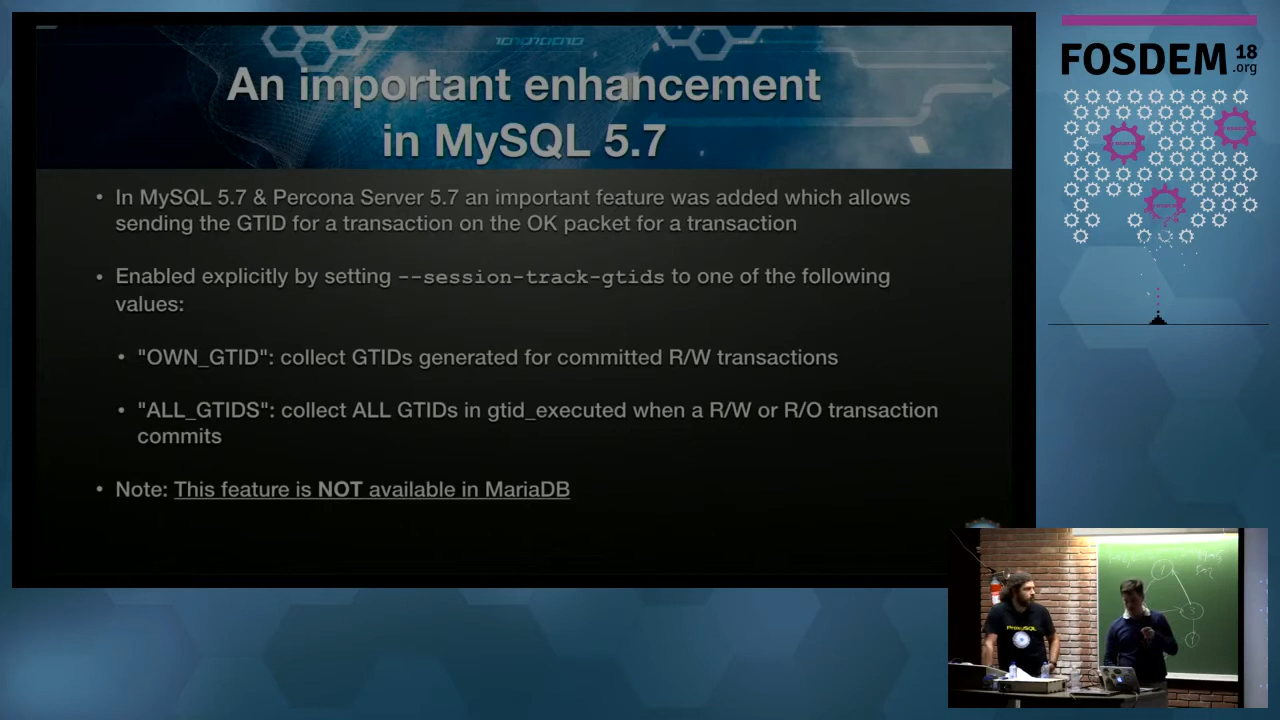 An important enhancement
in MySQL 5.7
• In MySQL 5.7 & Percona Server 5.7 an important feature was added which allows
sending the GTID for a transaction on the OK packet for a transaction
• Enabled explicitly by setting --session-track-gtids to one of the following
values:
• "OWN_GTID": collect GTIDs generated for committed R/W transactions
• "ALL_GTIDS": collect ALL GTIDs in gtid_executed when a R/W or R/O transaction
commits
• Note: This feature is NOT available in MariaDB
FOSDEM 18
.org
ProxySQL